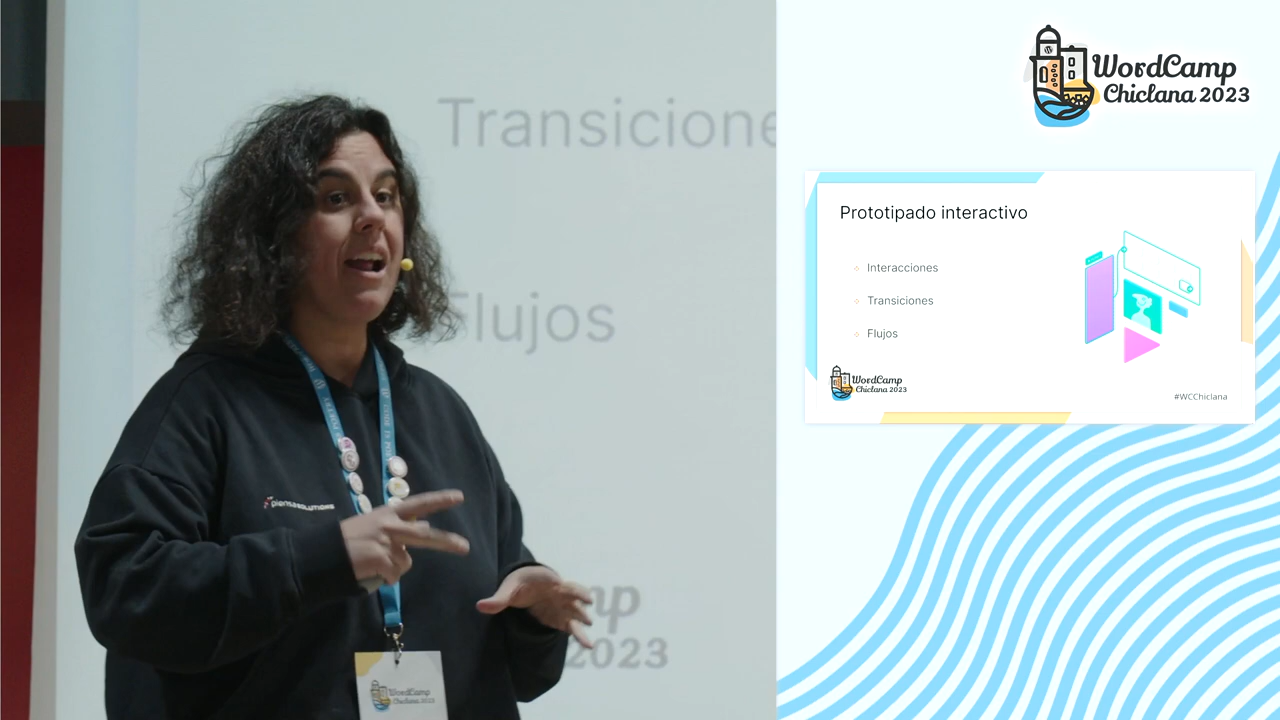 Transicione
Flujos
mp
2023
piensaSOLUTIONS
WordCamp
Chiclana 2023
WordCamp
Chiclana 2023
Prototipado interactivo
Interacciones
Transiciones
Flujos
WordCamp
Chiclana 2023
#WCChiclana